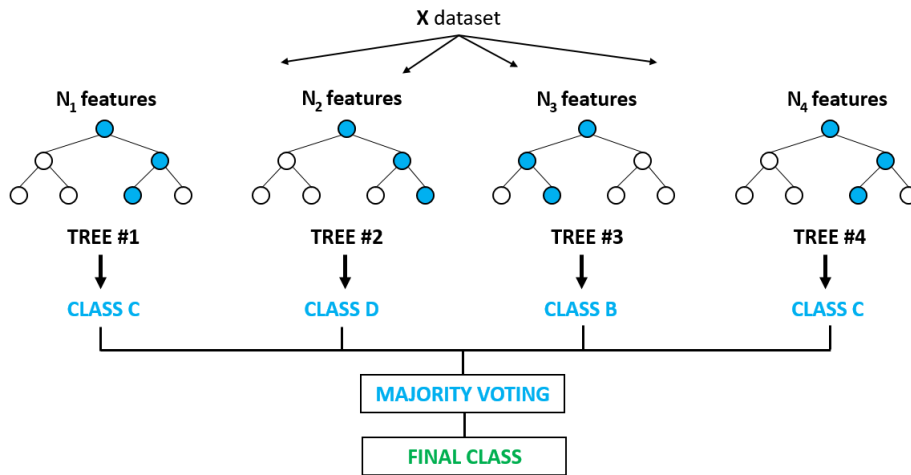 X dataset
N₁ features N₂ features N₃ features N₄ features
TREE #1 TREE #2 TREE #3 TREE #4
CLASS C CLASS D CLASS B CLASS C
MAJORITY VOTING
FINAL CLASS